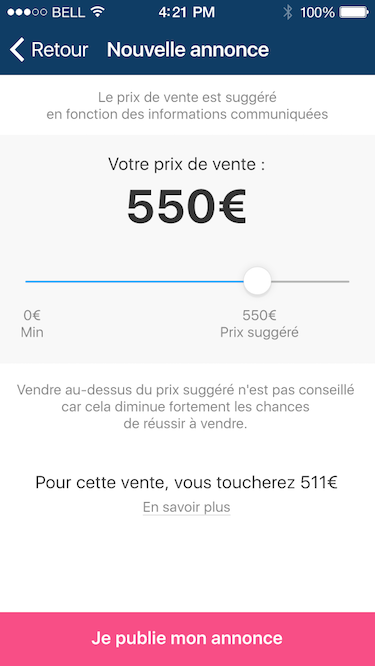 BELL 4:21 PM 100%
Retour Nouvelle annonce
Le prix de vente est suggéré
en fonction des informations communiquées
Votre prix de vente :
550€
0€ 550€
Min Prix suggéré
Vendre au-dessus du prix suggéré n'est pas conseillé
car cela diminue fortement les chances
de réussir à vendre.
Pour cette vente, vous toucherez 511€
En savoir plus
Je publie mon annonce